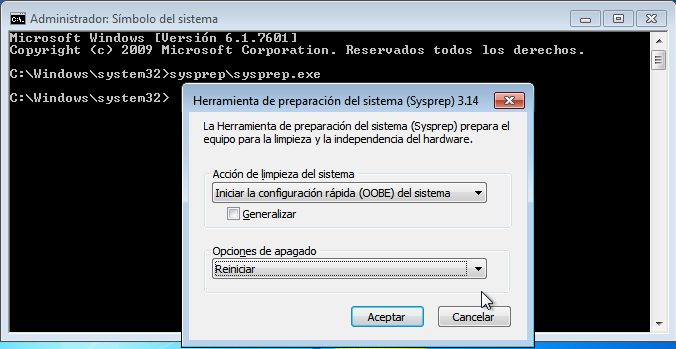 Administrador: Símbolo del sistema
Microsoft Windows [Versión 6.1.7601]
Copyright (c) 2009 Microsoft Corporation. Reservados todos los derechos.
C:\Windows\system32>sysprep\sysprep.exe
C:\Windows\system32>
Herramienta de preparación del sistema (Sysprep) 3.14
La Herramienta de preparación del sistema (Sysprep) prepara el
equipo para la limpieza y la independencia del hardware.
Acción de limpieza del sistema
Iniciar la configuración rápida (OOBE) del sistema
Generalizar
Opciones de apagado
Reiniciar
Aceptar
Cancelar